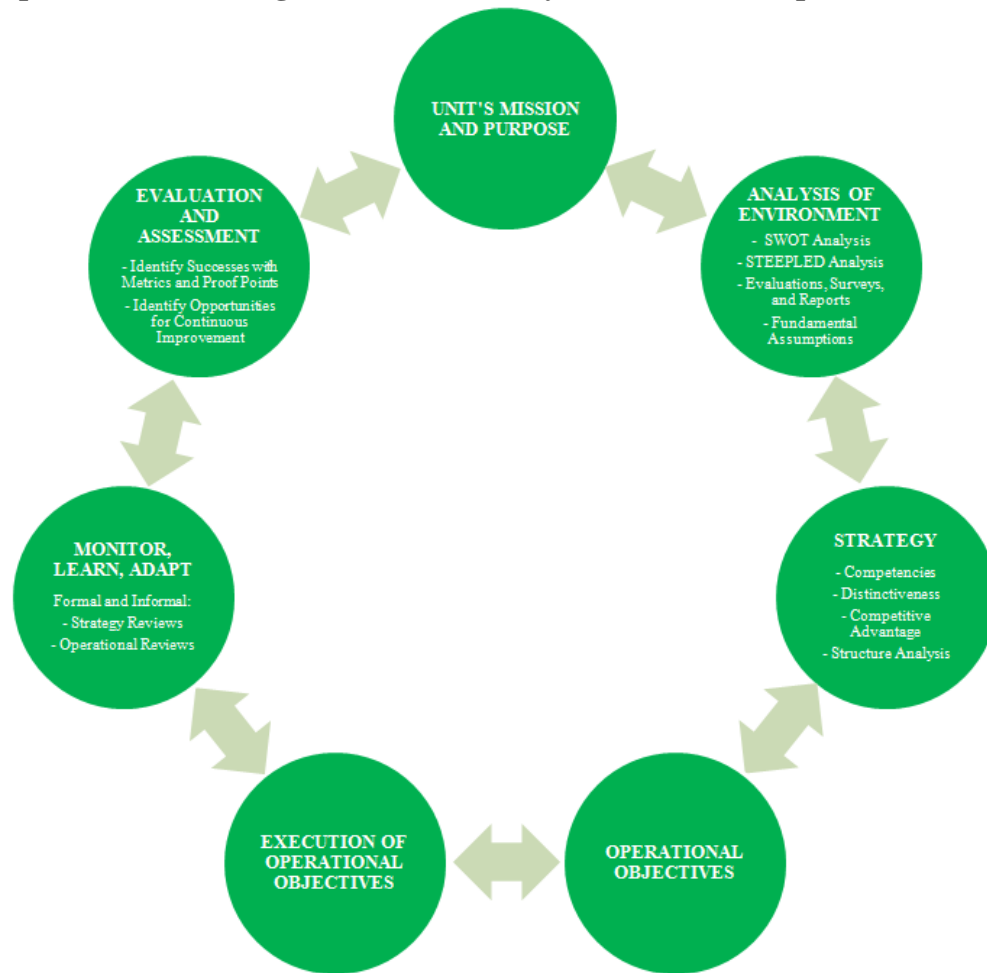 UNIT'S MISSION
AND PURPOSE
ANALYSIS OF
ENVIRONMENT
- SWOT Analysis
- STEEPLED Analysis
- Evaluations, Surveys,
and Reports
- Fundamental
Assumptions
STRATEGY
- Competencies
- Distinctiveness
- Competitive
Advantage
- Structure Analysis
OPERATIONAL
OBJECTIVES
EXECUTION OF
OPERATIONAL
OBJECTIVES
MONITOR,
LEARN, ADAPT
Formal and Informal:
- Strategy Reviews
- Operational Reviews
EVALUATION
AND
ASSESSMENT
- Identify Successes with
Metrics and Proof Points
- Identify Opportunities
for Continuous
Improvement